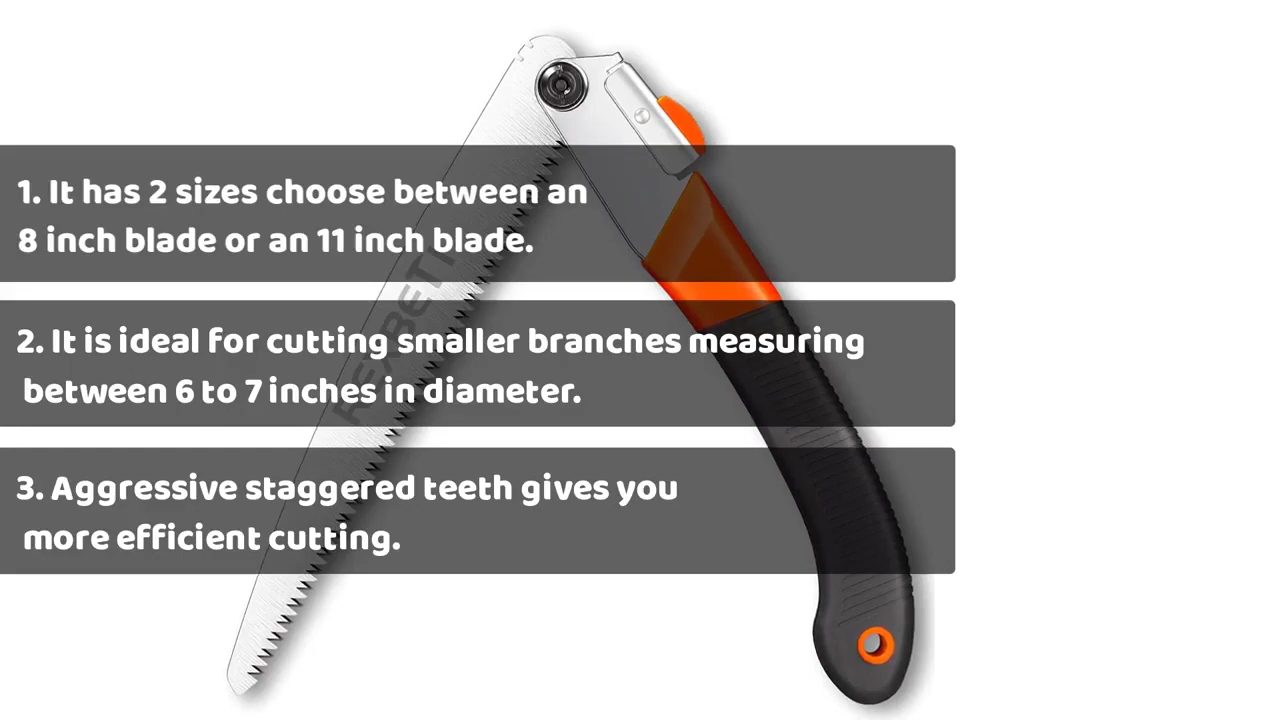 1. It has 2 sizes choose between an
8 inch blade or an 11 inch blade.
REXBETI
2. It is ideal for cutting smaller branches measuring
between 6 to 7 inches in diameter.
3. Aggressive staggered teeth gives you
more efficient cutting.